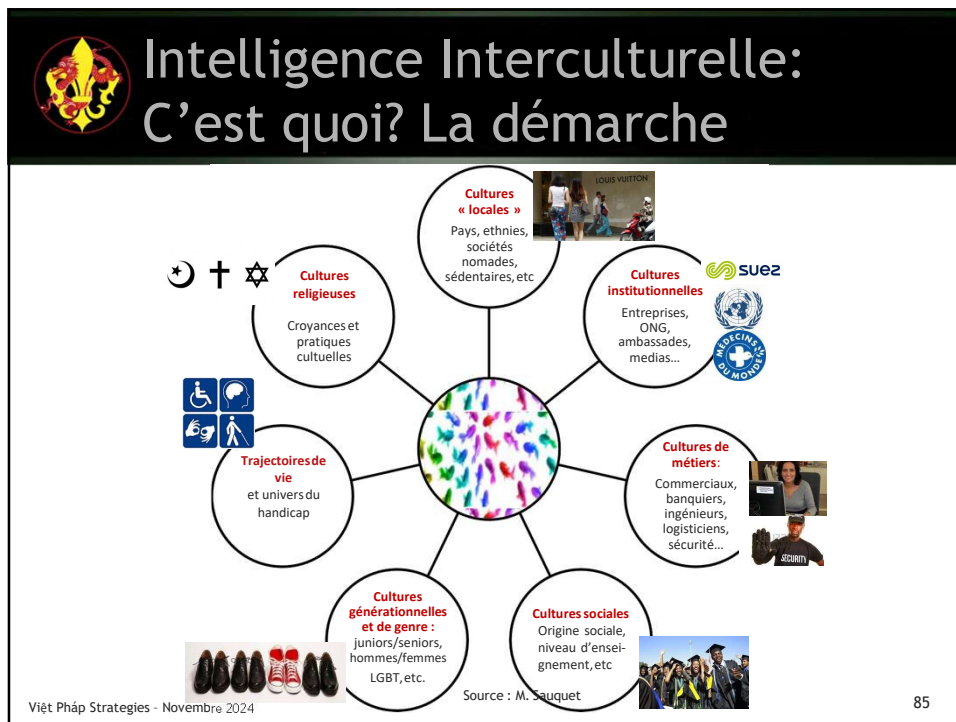 Intelligence Interculturelle:
C’est quoi? La démarche
Cultures
« locales »
Pays, ethnies,
sociétés
nomades,
sédentaires, etc
LOUIS VUITTON
Cultures
institutionnelles
Entreprises,
ONG,
ambassades,
medias…
suez
MÉDECINS
DU MONDE
Cultures de
métiers:
Commerciaux,
banquiers,
ingénieurs,
logisticiens,
sécurité…
SECURITY
Cultures sociales
Origine sociale,
niveau d’ensei-
gnement, etc
Cultures
générationnelles
et de genre :
juniors/seniors,
hommes/femmes
LGBT, etc.
Trajectoires de
vie
et univers du
handicap
Cultures
religieuses
Croyances et
pratiques
cultuelles
Source : M. Sauquet
Việt Pháp Strategies - Novembre 2024
85